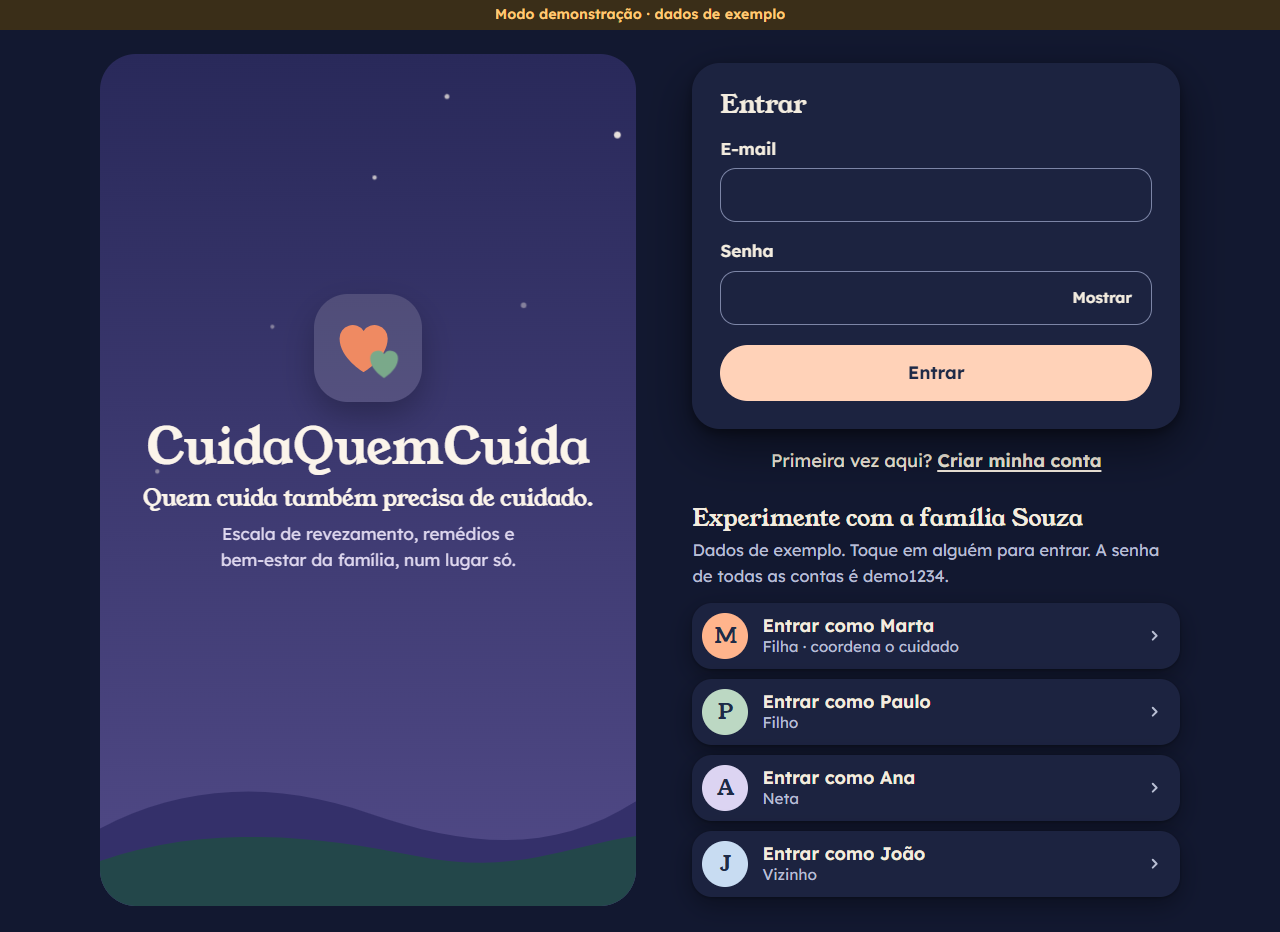 Modo demonstração · dados de exemplo
CuidaQuemCuida
Quem cuida também precisa de cuidado.
Escala de revezamento, remédios e
bem-estar da família, num lugar só.
Entrar
E-mail
Senha
Mostrar
Entrar
Primeira vez aqui? Criar minha conta
Experimente com a família Souza
Dados de exemplo. Toque em alguém para entrar. A senha
de todas as contas é demo1234.
M
Entrar como Marta
Filha · coordena o cuidado
P
Entrar como Paulo
Filho
A
Entrar como Ana
Neta
J
Entrar como João
Vizinho